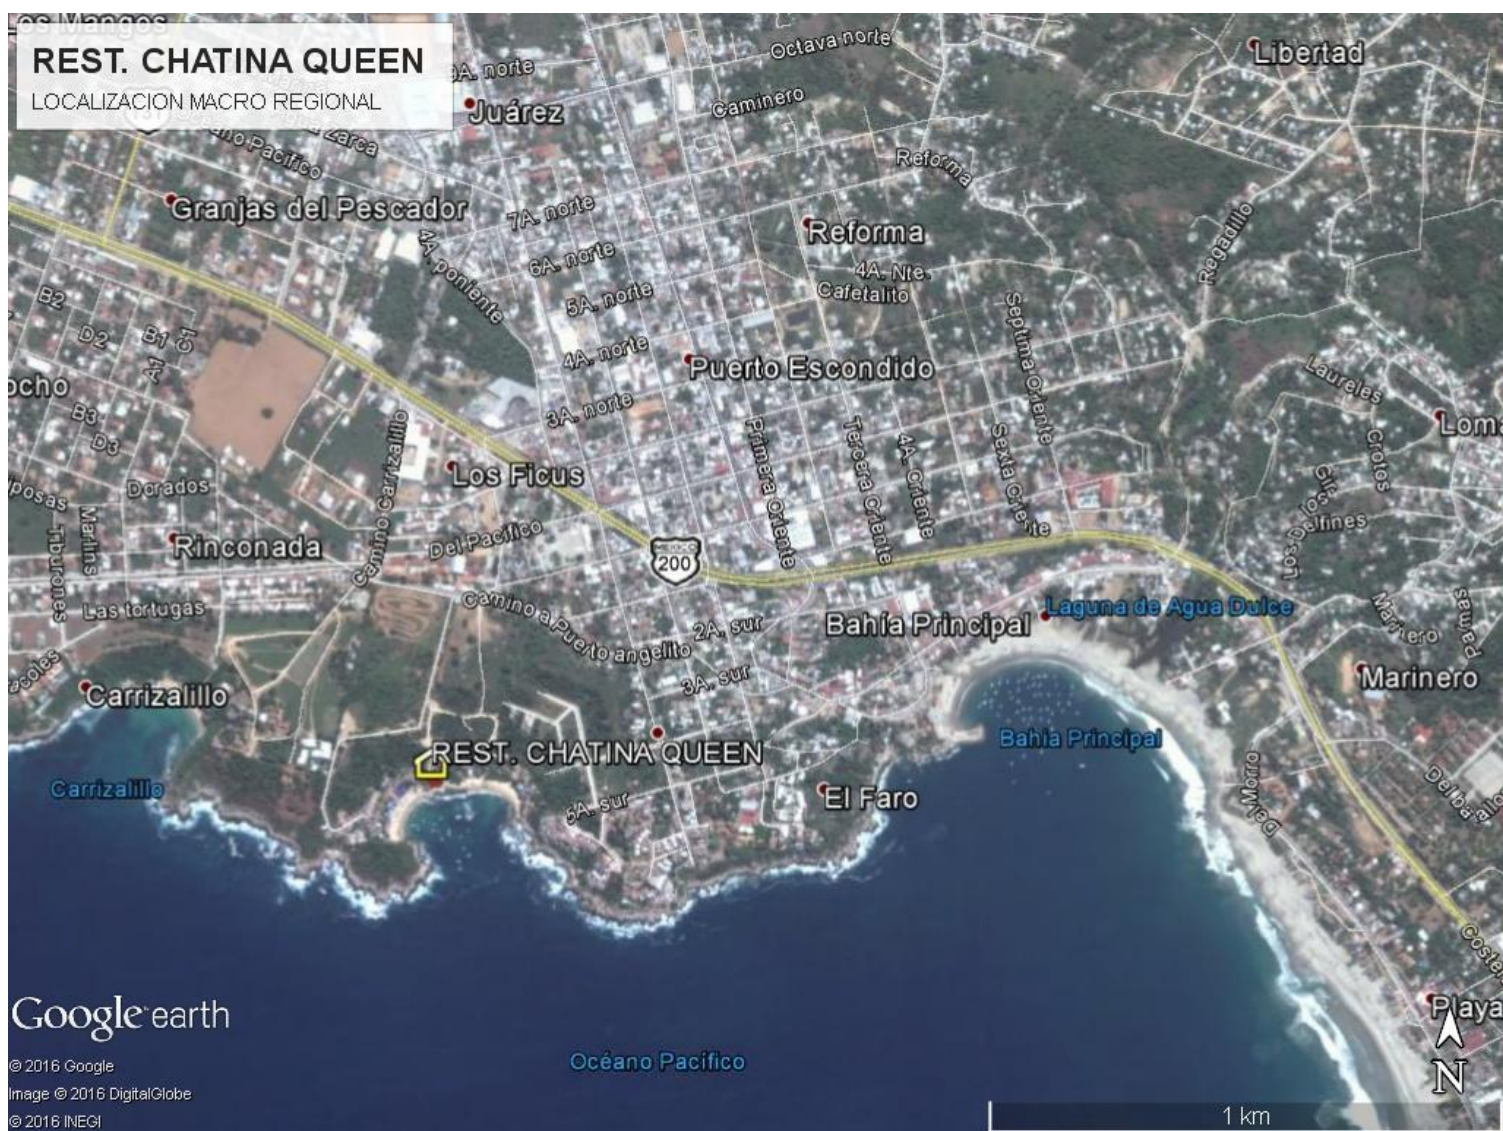 os Mangos
REST. CHATINA QUEEN
LOCALIZACION MACRO REGIONAL
Octava norte
Libertad
Juárez
Caminero
Reforma
Granjas del Pescador
7A. norte
Reforma
Regadillo
4A. poniente
6A. norte
4A. Nte.
Cafetalito
5A. norte
B2
D2
B1
C1
A1
4A. norte
Puerto Escondido
Septima Oriente
Laureles
ocho
B3
D3
3A. norte
Loma
Camino Carrizalillo
Los Ficus
Primera Oriente
Tercera Oriente
4A. Oriente
Sexta Oriente
Crotos
Dorados
Marlins
Tiburones
Rinconada
Del Pacifico
MEXICO
200
Los Delfines
Las tortugas
Camino a Puerto angelito
2A. sur
Bahía Principal
Laguna de Agua Dulce
Marinero
Palmas
3A. sur
Carrizalillo
Marinero
REST. CHATINA QUEEN
Bahía Principal
Carrizalillo
5A. sur
El Faro
Del Morro
Google earth
Playa
© 2016 Google
Image © 2016 DigitalGlobe
© 2016 INEGI
Océano Pacífico
N
1 km